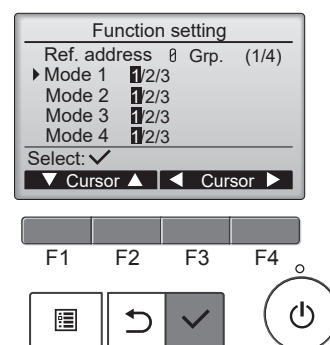 Function setting
Ref. address 0 Grp. (1/4)
Mode 1 1/2/3
Mode 2 1/2/3
Mode 3 1/2/3
Mode 4 1/2/3
Select: ✓
▼ Cursor ▲ ◀ Cursor ▶
F1 F2 F3 F4